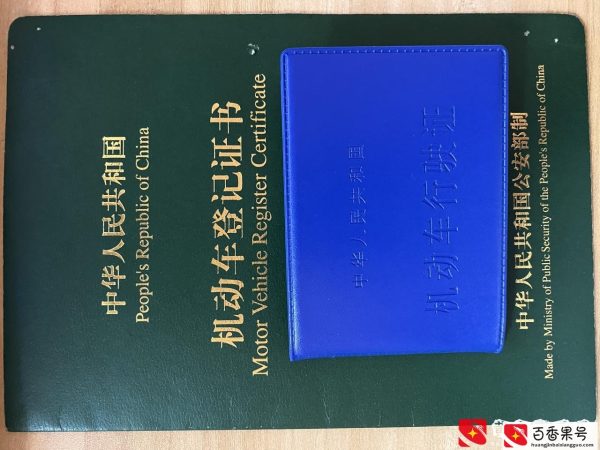 中华人民共和国
People's Republic of China
机动车登记证书
Motor Vehicle Register Certificate
中华人民共和国
机动车行驶证
中华人民共和国公安部制
Made by Ministry of Public Security of the People's Republic of China
百香果号
huangjinbaixiangguo.com